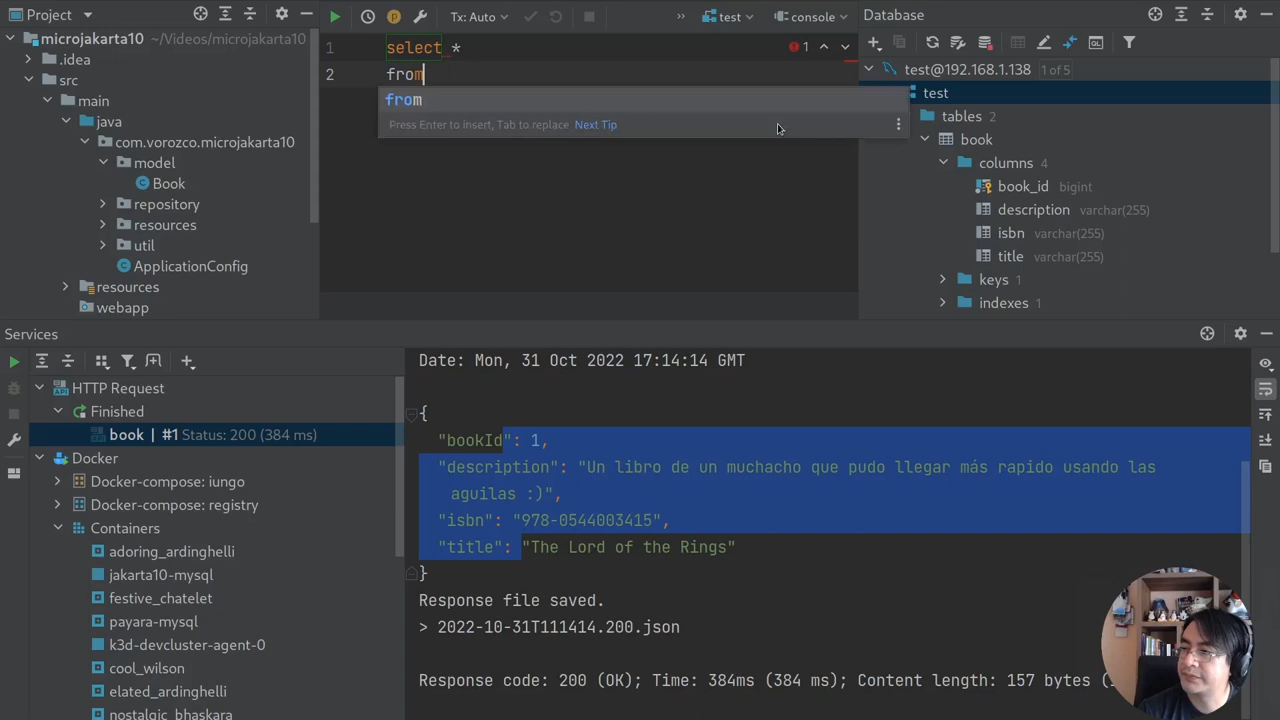 Project
microjakarta10 ~/Videos/microjakarta10
.idea
src
main
java
com.vorozco.microjakarta10
model
Book
repository
resources
util
ApplicationConfig
resources
webapp
Tx: Auto
test
console
1 select *
1
2 from
from
Press Enter to insert, Tab to replace Next Tip
Database
test@192.168.1.138 1 of 5
test
tables 2
book
columns 4
book_id bigint
description varchar(255)
isbn varchar(255)
title varchar(255)
keys 1
indexes 1
Services
HTTP Request
Finished
book | #1 Status: 200 (384 ms)
Docker
Docker-compose: iungo
Docker-compose: registry
Containers
adoring_ardinghelli
jakarta10-mysql
festive_chatelet
payara-mysql
k3d-devcluster-agent-0
cool_wilson
elated_ardinghelli
nostalgic_bhaskara
Date: Mon, 31 Oct 2022 17:14:14 GMT
{
"bookId": 1,
"description": "Un libro de un muchacho que pudo llegar más rapido usando las
aguilas :)",
"isbn": "978-0544003415",
"title": "The Lord of the Rings"
}
Response file saved.
> 2022-10-31T111414.200.json
Response code: 200 (OK); Time: 384ms (384 ms); Content length: 157 bytes (